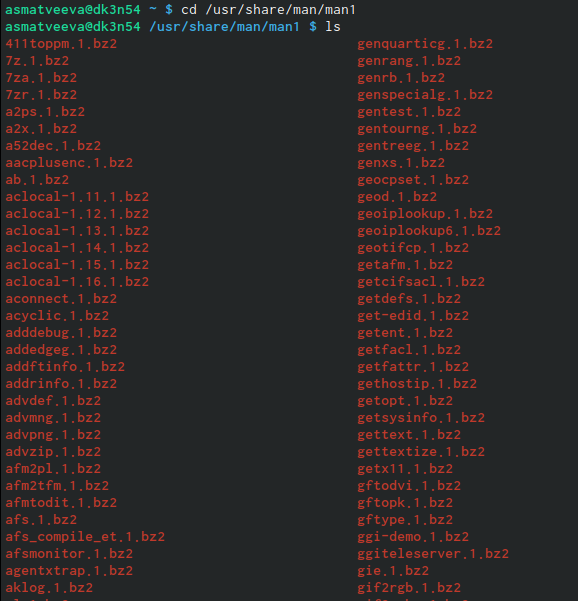 asmatveeva@dk3n54 ~ $ cd /usr/share/man/man1
asmatveeva@dk3n54 /usr/share/man/man1 $ ls
411toppm.1.bz2 genquarticg.1.bz2
7z.1.bz2 genrang.1.bz2
7za.1.bz2 genrb.1.bz2
7zr.1.bz2 genspecialg.1.bz2
a2ps.1.bz2 gentest.1.bz2
a2x.1.bz2 gentourng.1.bz2
a52dec.1.bz2 gentreeg.1.bz2
aacplusenc.1.bz2 genxs.1.bz2
ab.1.bz2 geocpset.1.bz2
aclocal-1.11.1.bz2 geod.1.bz2
aclocal-1.12.1.bz2 geoiplookup.1.bz2
aclocal-1.13.1.bz2 geoiplookup6.1.bz2
aclocal-1.14.1.bz2 geotifcp.1.bz2
aclocal-1.15.1.bz2 getafm.1.bz2
aclocal-1.16.1.bz2 getcifsacl.1.bz2
aconnect.1.bz2 getdefs.1.bz2
acyclic.1.bz2 get-edid.1.bz2
adddebug.1.bz2 getent.1.bz2
addedgeg.1.bz2 getfacl.1.bz2
addftinfo.1.bz2 getfattr.1.bz2
addrinfo.1.bz2 gethostip.1.bz2
advdef.1.bz2 getopt.1.bz2
advmng.1.bz2 getsysinfo.1.bz2
advpng.1.bz2 gettext.1.bz2
advzip.1.bz2 gettextize.1.bz2
afm2pl.1.bz2 getx11.1.bz2
afm2tfm.1.bz2 gftodvi.1.bz2
afmtodit.1.bz2 gftopk.1.bz2
afs.1.bz2 gftype.1.bz2
afs_compile_et.1.bz2 ggi-demo.1.bz2
afsmonitor.1.bz2 ggiteleserver.1.bz2
agentxtrap.1.bz2 gie.1.bz2
aklog.1.bz2 gif2rgb.1.bz2